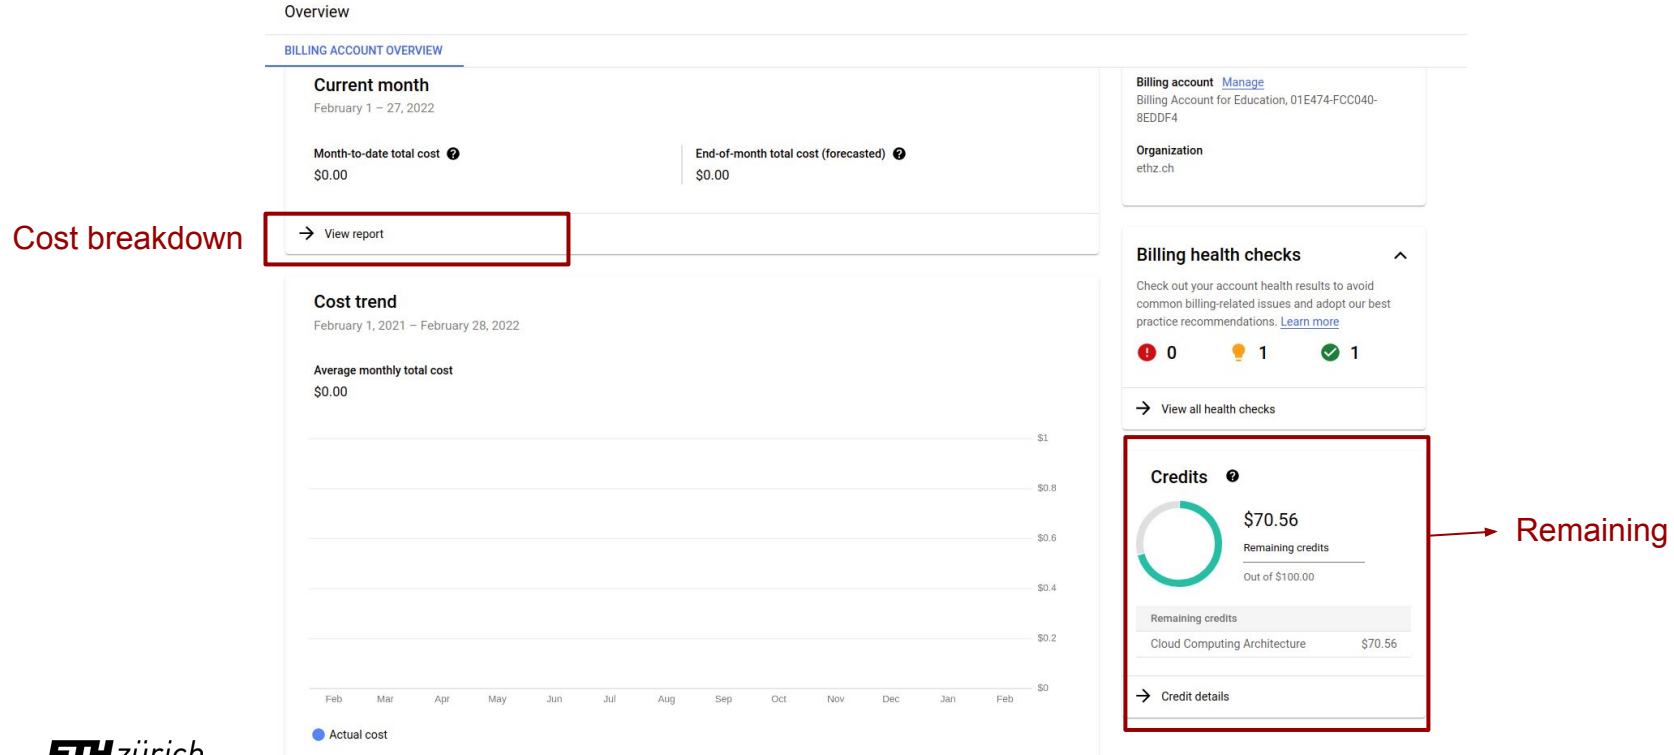 Overview
BILLING ACCOUNT OVERVIEW
Current month
February 1 – 27, 2022
Month-to-date total cost
$0.00
End-of-month total cost (forecasted)
$0.00
View report
Cost breakdown
Cost trend
February 1, 2021 – February 28, 2022
Average monthly total cost
$0.00
$1
$0.8
$0.6
$0.4
$0.2
$0
Feb Mar Apr May Jun Jul Aug Sep Oct Nov Dec Jan Feb
Actual cost
Billing account Manage
Billing Account for Education, 01E474-FCC040-
8EDDF4
Organization
ethz.ch
Billing health checks
Check out your account health results to avoid
common billing-related issues and adopt our best
practice recommendations. Learn more
0 1 1
View all health checks
Credits
$70.56
Remaining credits
Out of $100.00
Remaining credits
Cloud Computing Architecture $70.56
Credit details
Remaining
ETH zürich